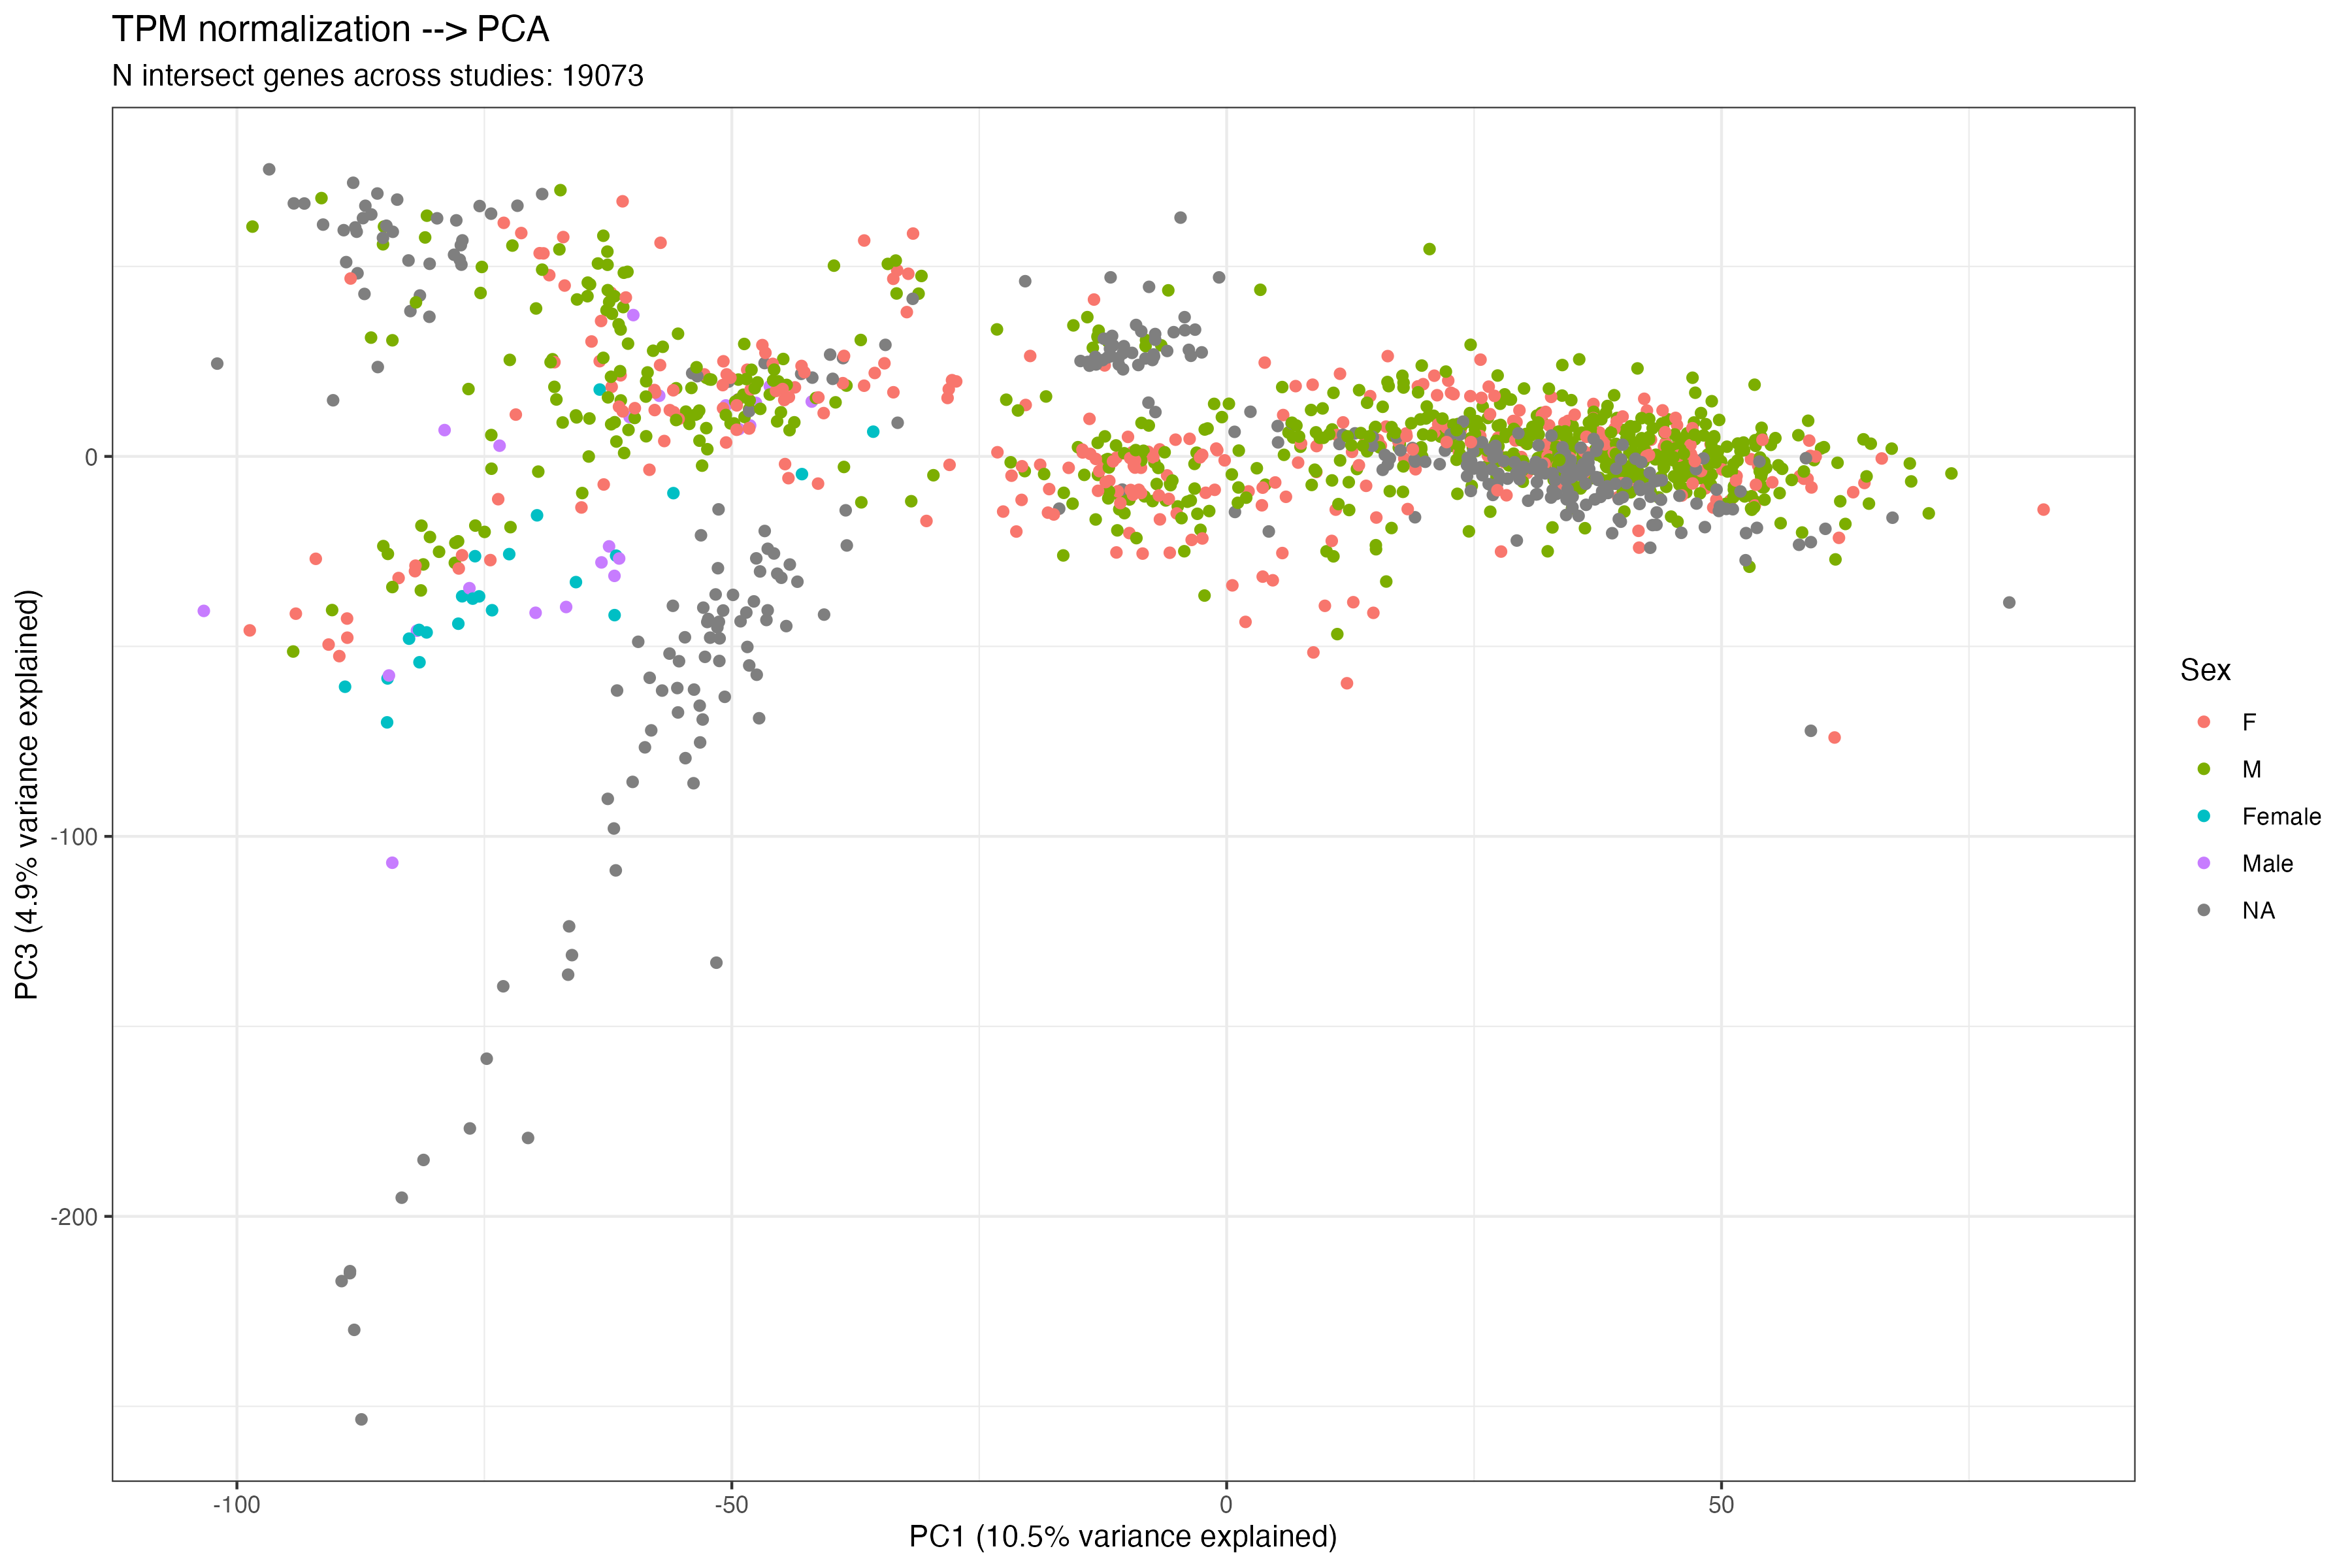 TPM normalization --> PCA
N intersect genes across studies: 19073
PC3 (4.9% variance explained)
0
-100
-200
-100
-50
0
50
PC1 (10.5% variance explained)
Sex
F
M
Female
Male
NA